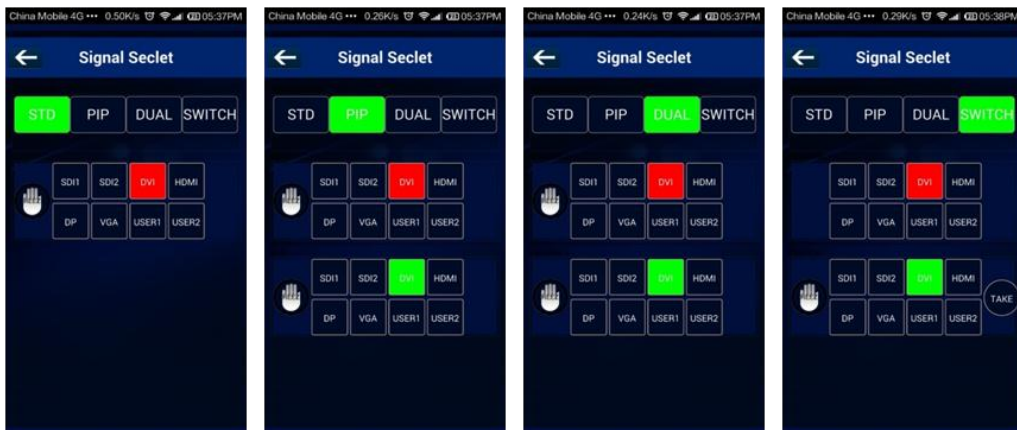 China Mobile 4G ••• 0.50K/s 05:37PM
Signal Seclet
STD PIP DUAL SWITCH
SDI1 SDI2 DVI HDMI
DP VGA USER1 USER2
China Mobile 4G ••• 0.26K/s 05:37PM
Signal Seclet
STD PIP DUAL SWITCH
SDI1 SDI2 DVI HDMI
DP VGA USER1 USER2
SDI1 SDI2 DVI HDMI
DP VGA USER1 USER2
China Mobile 4G ••• 0.24K/s 05:37PM
Signal Seclet
STD PIP DUAL SWITCH
SDI1 SDI2 DVI HDMI
DP VGA USER1 USER2
SDI1 SDI2 DVI HDMI
DP VGA USER1 USER2
China Mobile 4G ••• 0.29K/s 05:38PM
Signal Seclet
STD PIP DUAL SWITCH
SDI1 SDI2 DVI HDMI
DP VGA USER1 USER2
SDI1 SDI2 DVI HDMI
TAKE
DP VGA USER1 USER2